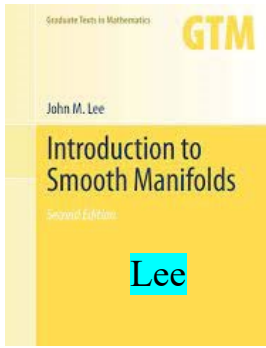 Graduate Texts in Mathematics
GTM
John M. Lee
Introduction to
Smooth Manifolds
Second Edition
Lee